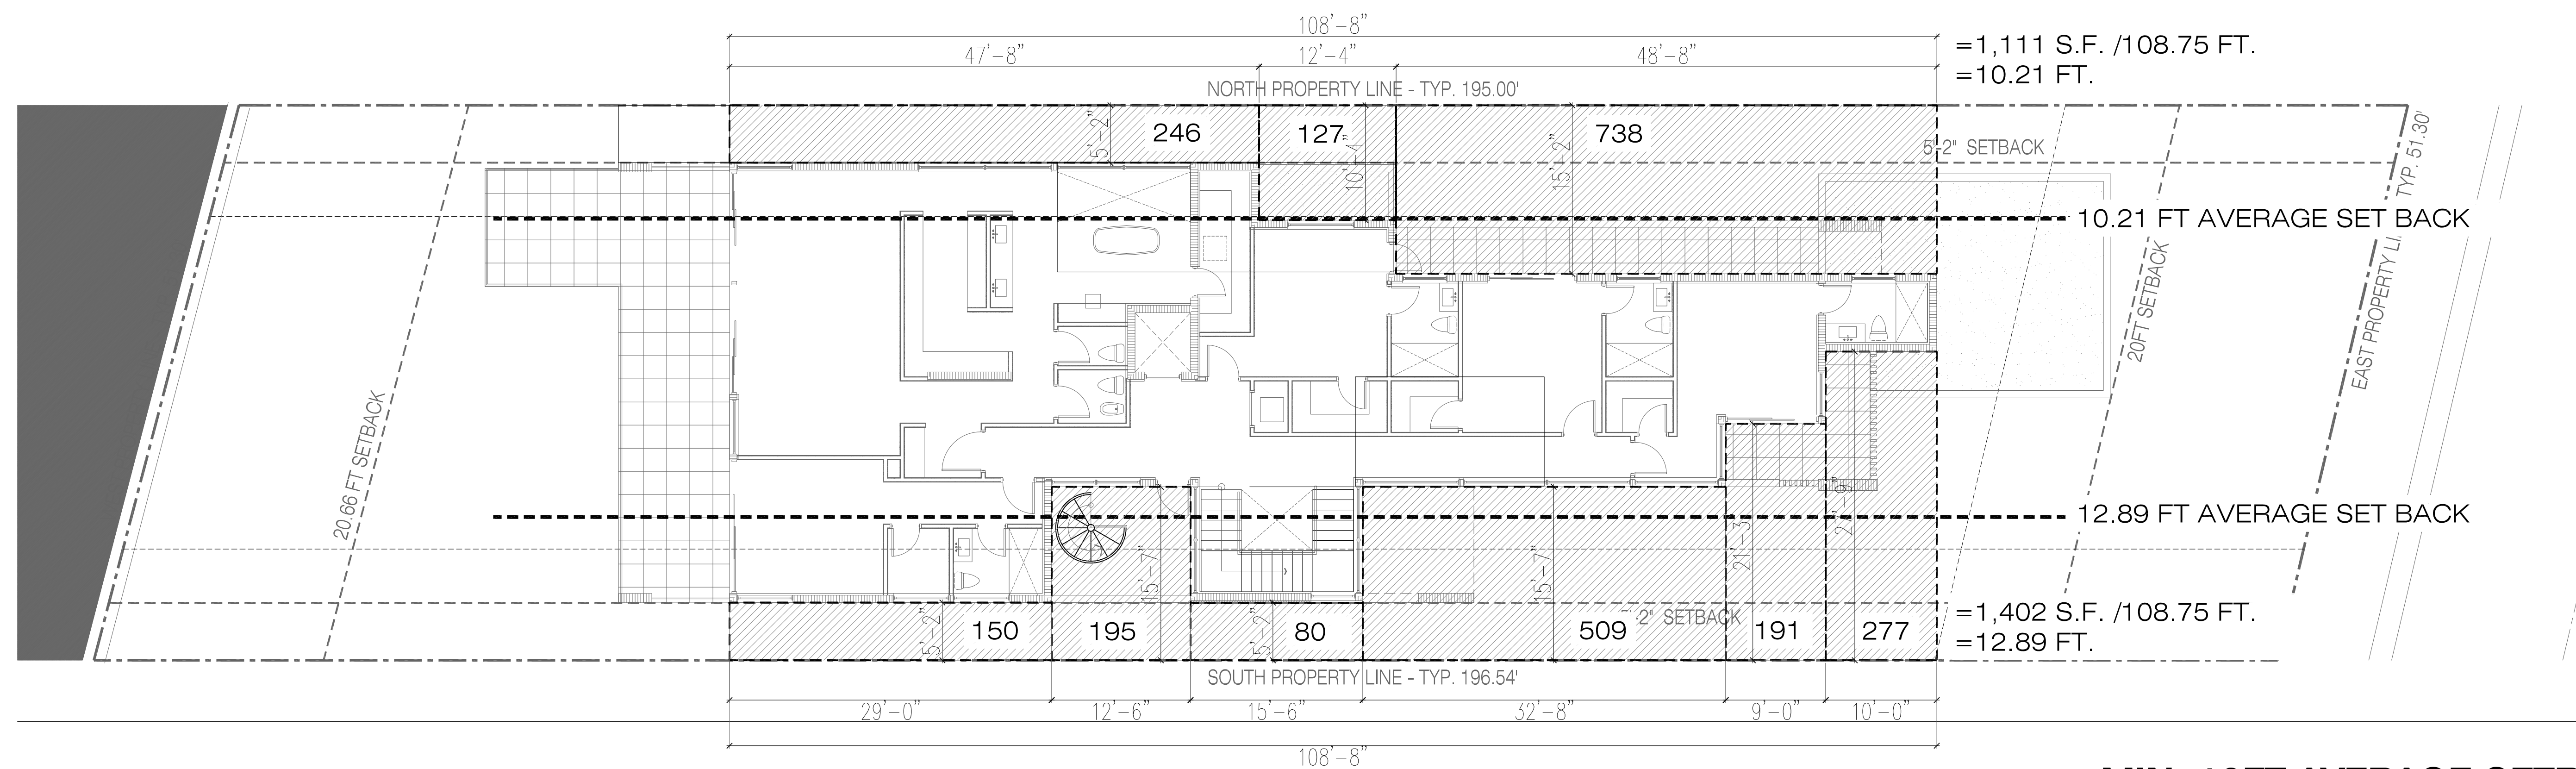 108'-8"
47'-8"
12'-4"
48'-8"
=1,111 S.F. /108.75 FT.
=10.21 FT.
NORTH PROPERTY LINE - TYP. 195.00'
5'-2"
246
127
10'-4"
15'-2"
738
5'-2" SETBACK
TYP. 51.30'
EAST PROPERTY
10.21 FT AVERAGE SET BACK
20FT SETBACK
20.66 FT SETBACK
12.89 FT AVERAGE SET BACK
5'-2"
150
195
15'-7"
5'-2"
80
15'-7"
509
SETBACK
21'-3"
191
277
=1,402 S.F. /108.75 FT.
=12.89 FT.
SOUTH PROPERTY LINE - TYP. 196.54'
29'-0"
12'-6"
15'-6"
32'-8"
9'-0"
10'-0"
108'-8"